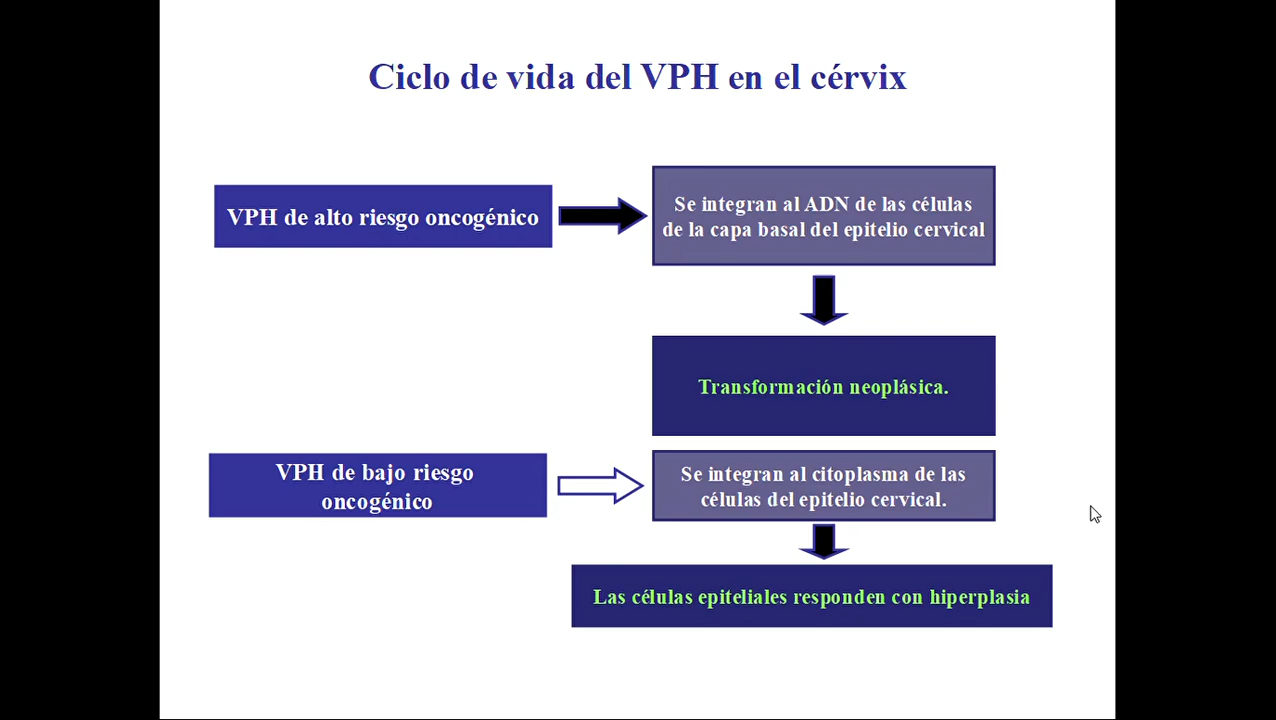 Ciclo de vida del VPH en el cérvix
VPH de alto riesgo oncogénico
Se integran al ADN de las células
de la capa basal del epitelio cervical
Transformación neoplásica.
VPH de bajo riesgo
oncogénico
Se integran al citoplasma de las
células del epitelio cervical.
Las células epiteliales responden con hiperplasia